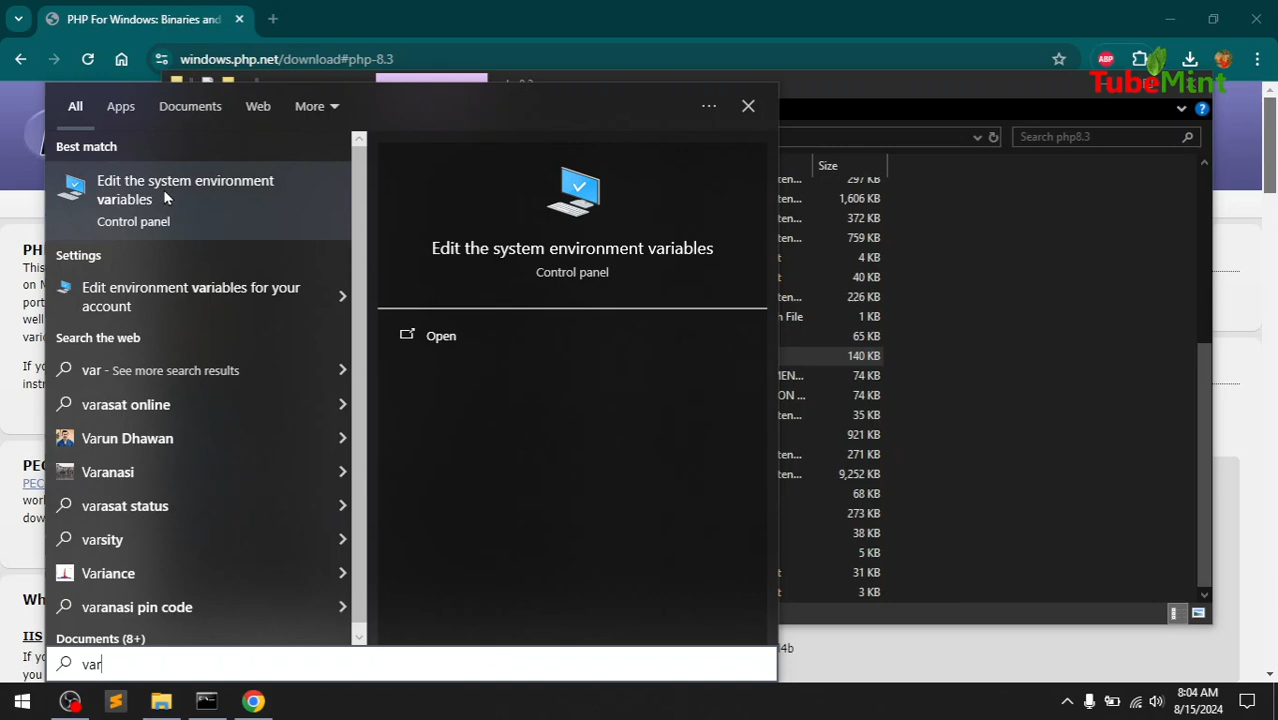 PHP For Windows: Binaries and
windows.php.net/download#php-8.3
ABP
TubeMint
All
Apps
Documents
Web
More
Best match
Edit the system environment
variables
Control panel
Settings
Edit environment variables for your
account
Search the web
var - See more search results
varasat online
Varun Dhawan
Varanasi
varasat status
varsity
Variance
varanasi pin code
Documents (8+)
var
Edit the system environment variables
Control panel
Open
Search php8.3
Size
297 KB
1,606 KB
372 KB
759 KB
4 KB
40 KB
226 KB
1 KB
65 KB
140 KB
74 KB
74 KB
35 KB
921 KB
271 KB
9,252 KB
68 KB
273 KB
38 KB
5 KB
31 KB
3 KB
IIS
If yo
you
8:04 AM
8/15/2024